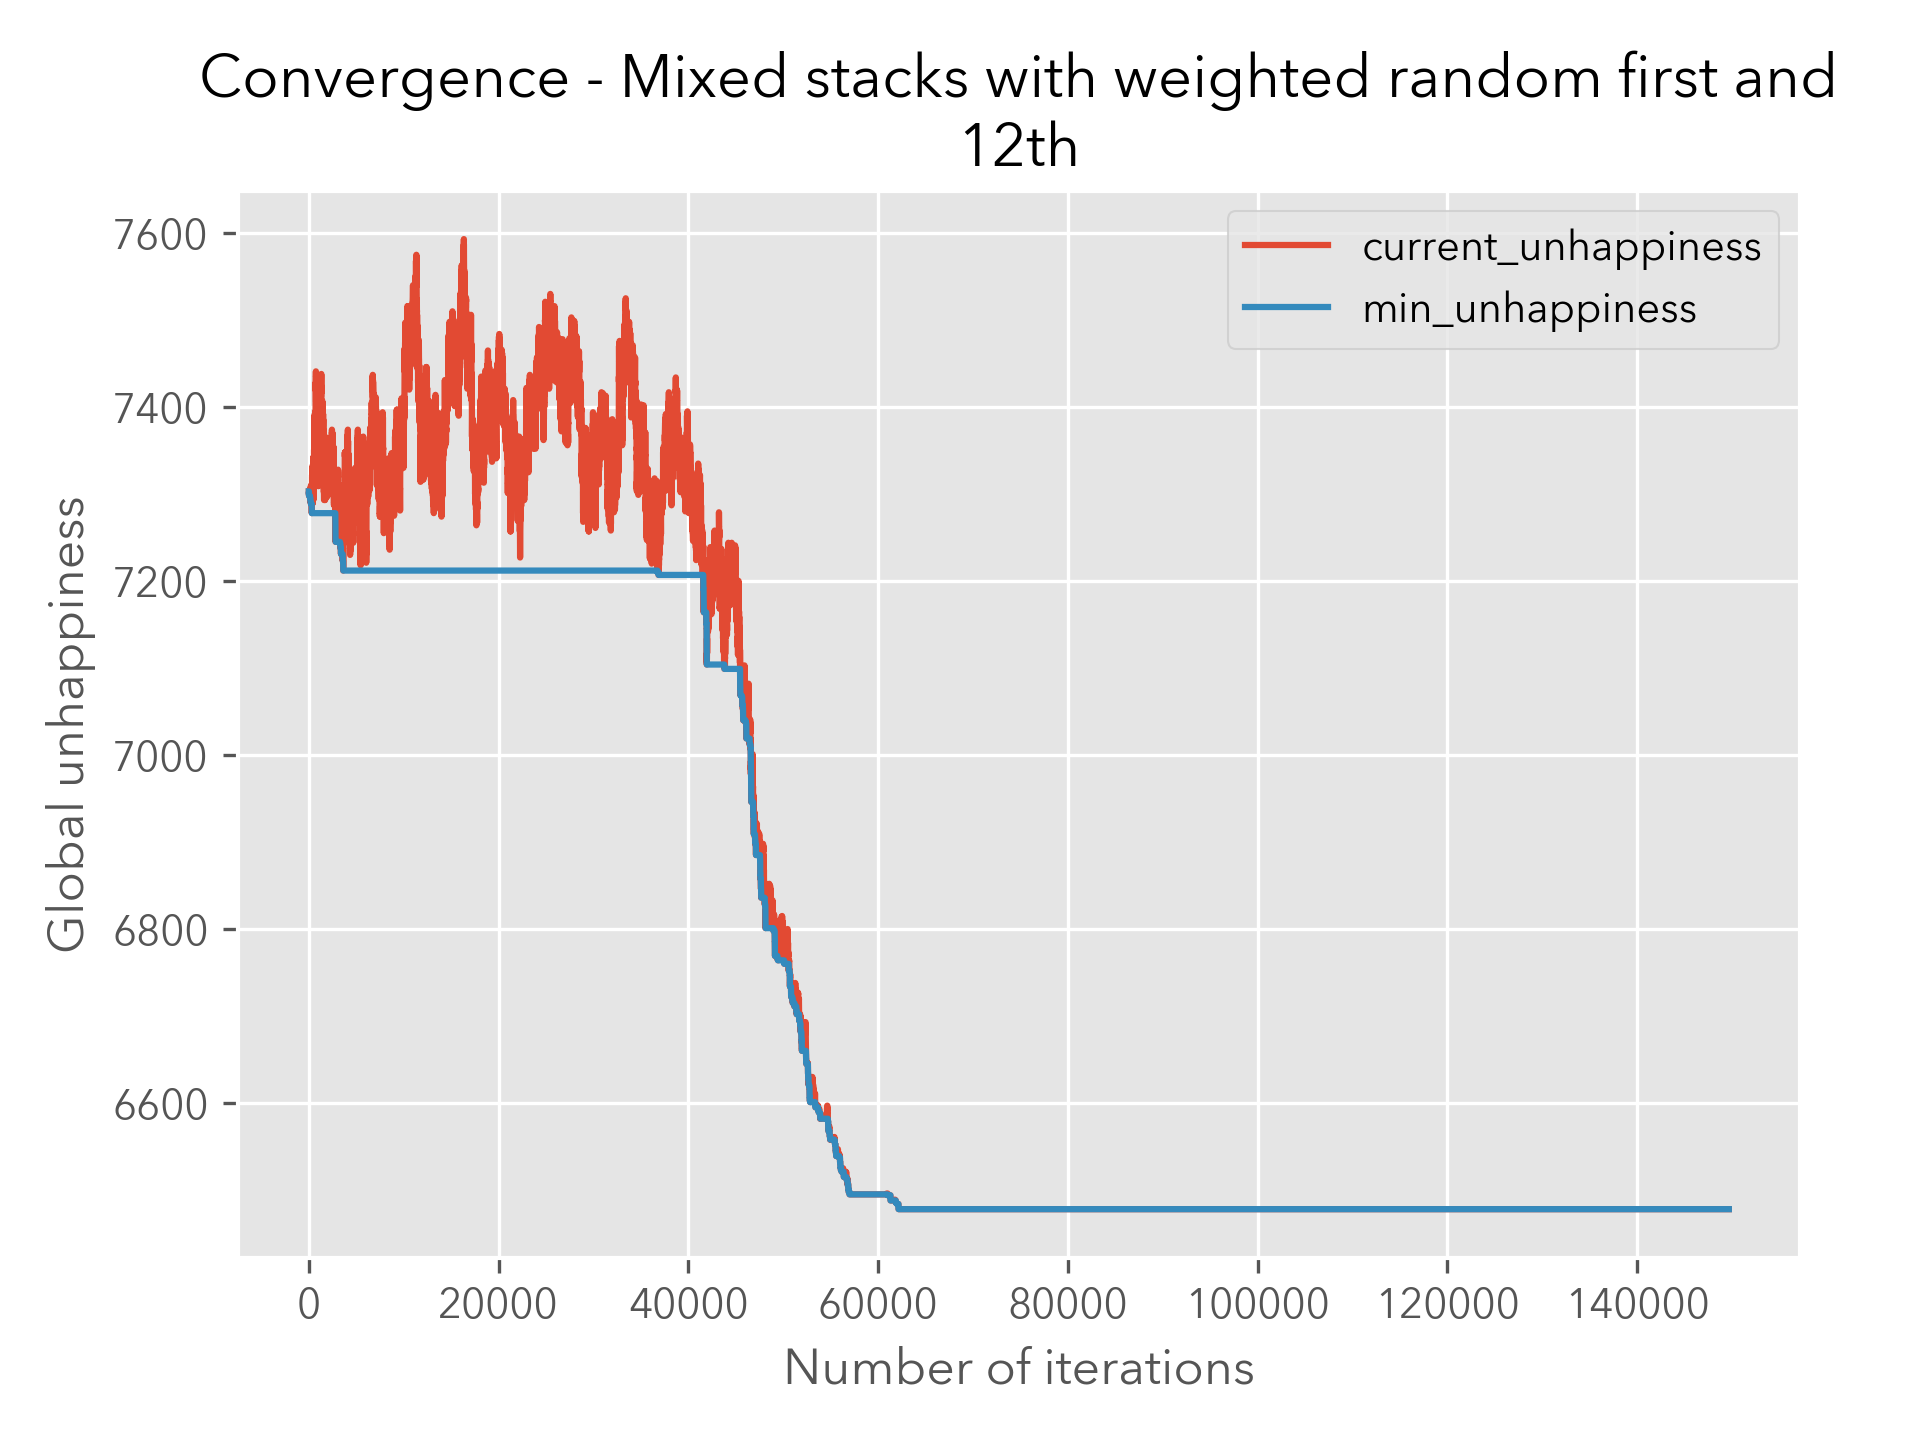 Convergence - Mixed stacks with weighted random first and
12th
7600
7400
7200
7000
6800
6600
Global unhappiness
current_unhappiness
min_unhappiness
0 20000 40000 60000 80000 100000 120000 140000
Number of iterations